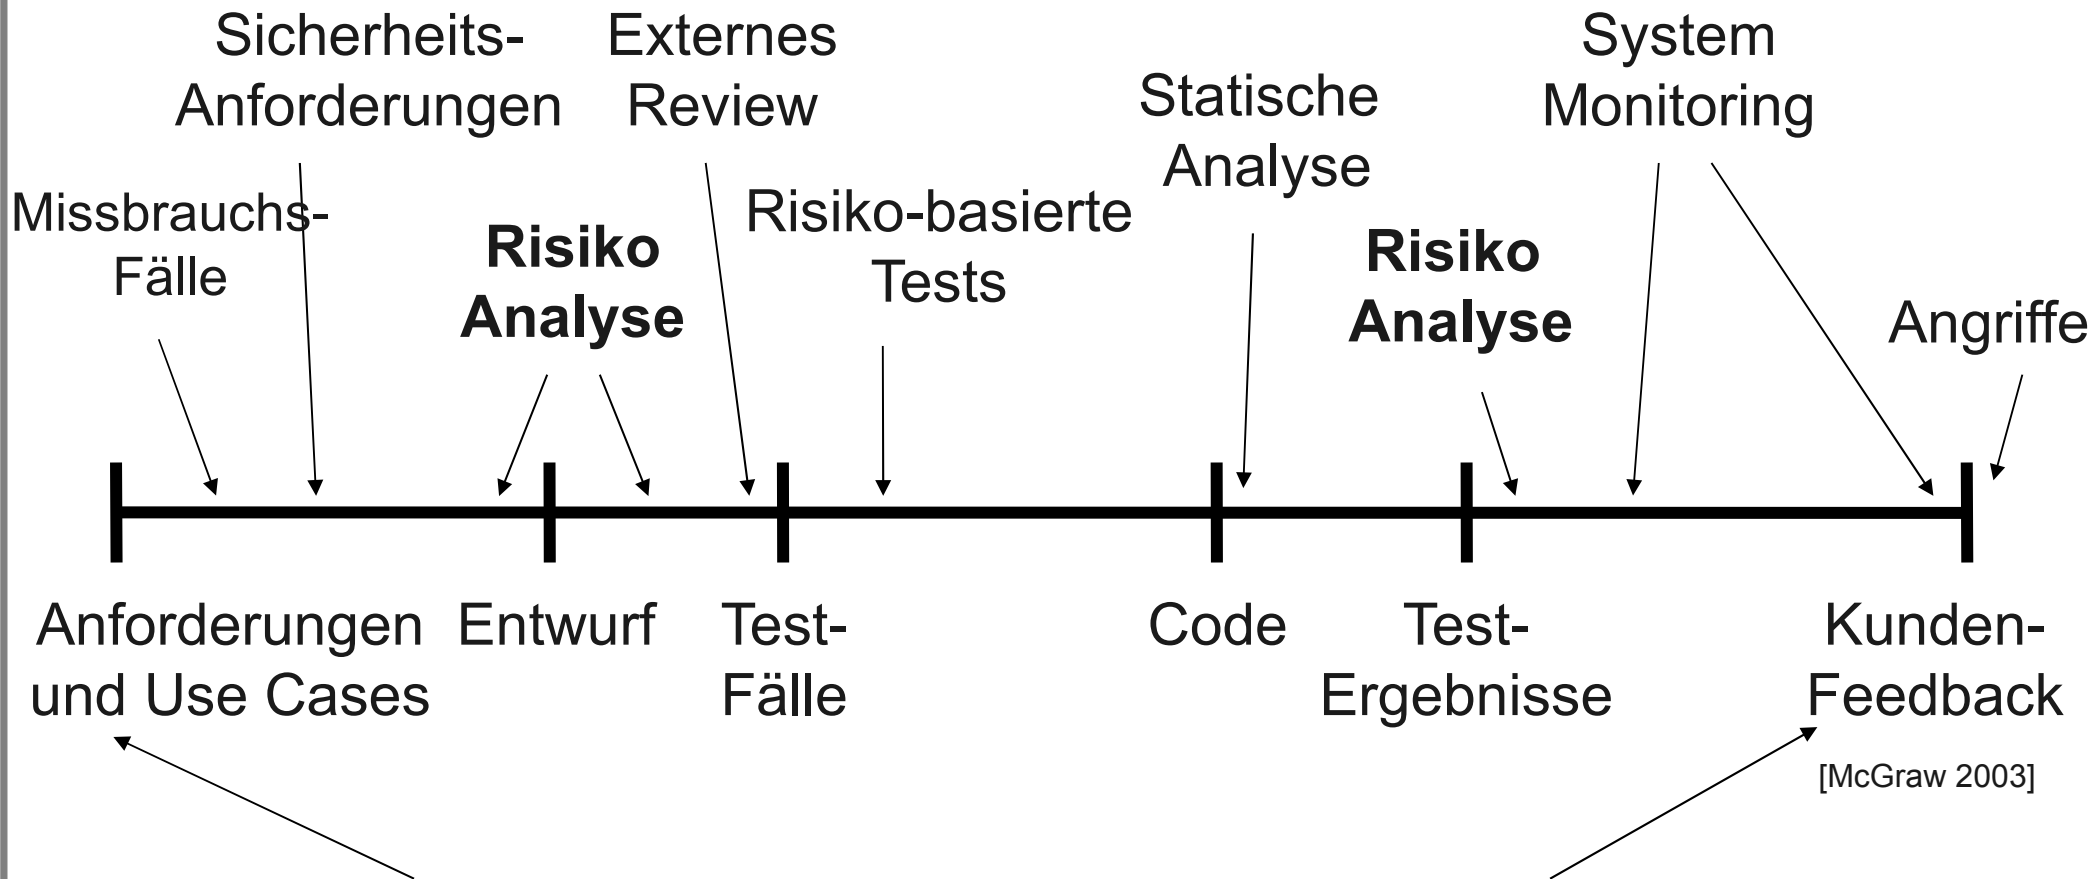 Sicherheits-
Anforderungen
Externes
Review
System
Monitoring
Statische
Analyse
Missbrauchs-
Fälle
Risiko
Analyse
Risiko-basierte
Tests
Risiko
Analyse
Angriffe
Anforderungen
und Use Cases
Entwurf
Test-
Fälle
Code
Test-
Ergebnisse
Kunden-
Feedback
[McGraw 2003]